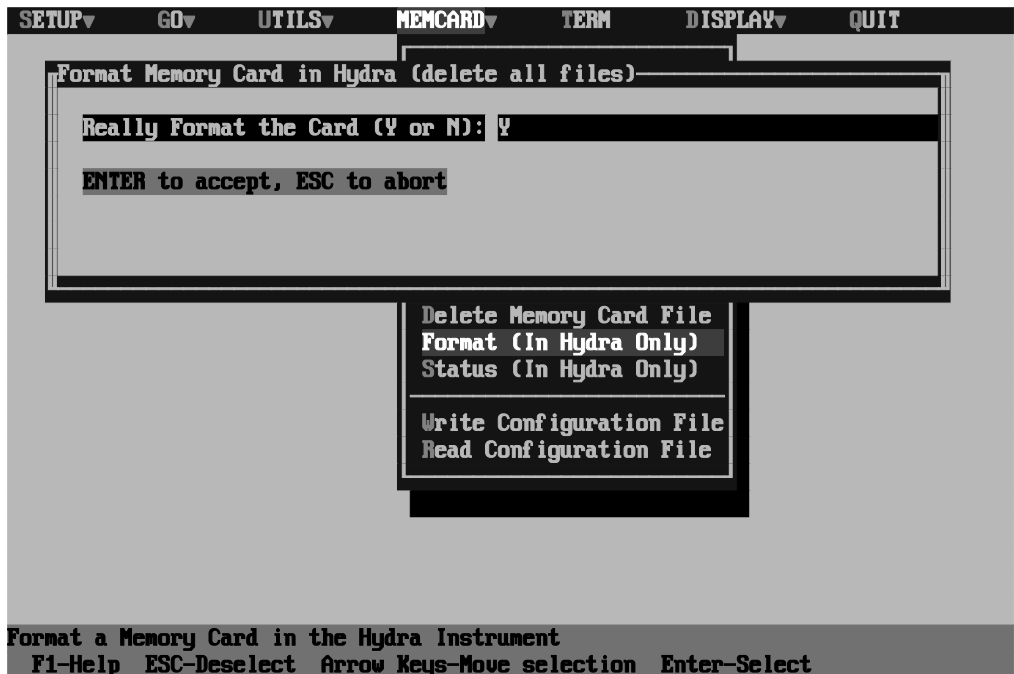 SETUP▼ GO▼ UTILS▼ MEMCARD▼ TERM DISPLAY▼ QUIT
Format Memory Card in Hydra (delete all files)
Really Format the Card (Y or N): Y
ENTER to accept, ESC to abort
Delete Memory Card File
Format (In Hydra Only)
Status (In Hydra Only)
Write Configuration File
Read Configuration File
Format a Memory Card in the Hydra Instrument
F1-Help ESC-Deselect Arrow Keys-Move selection Enter-Select